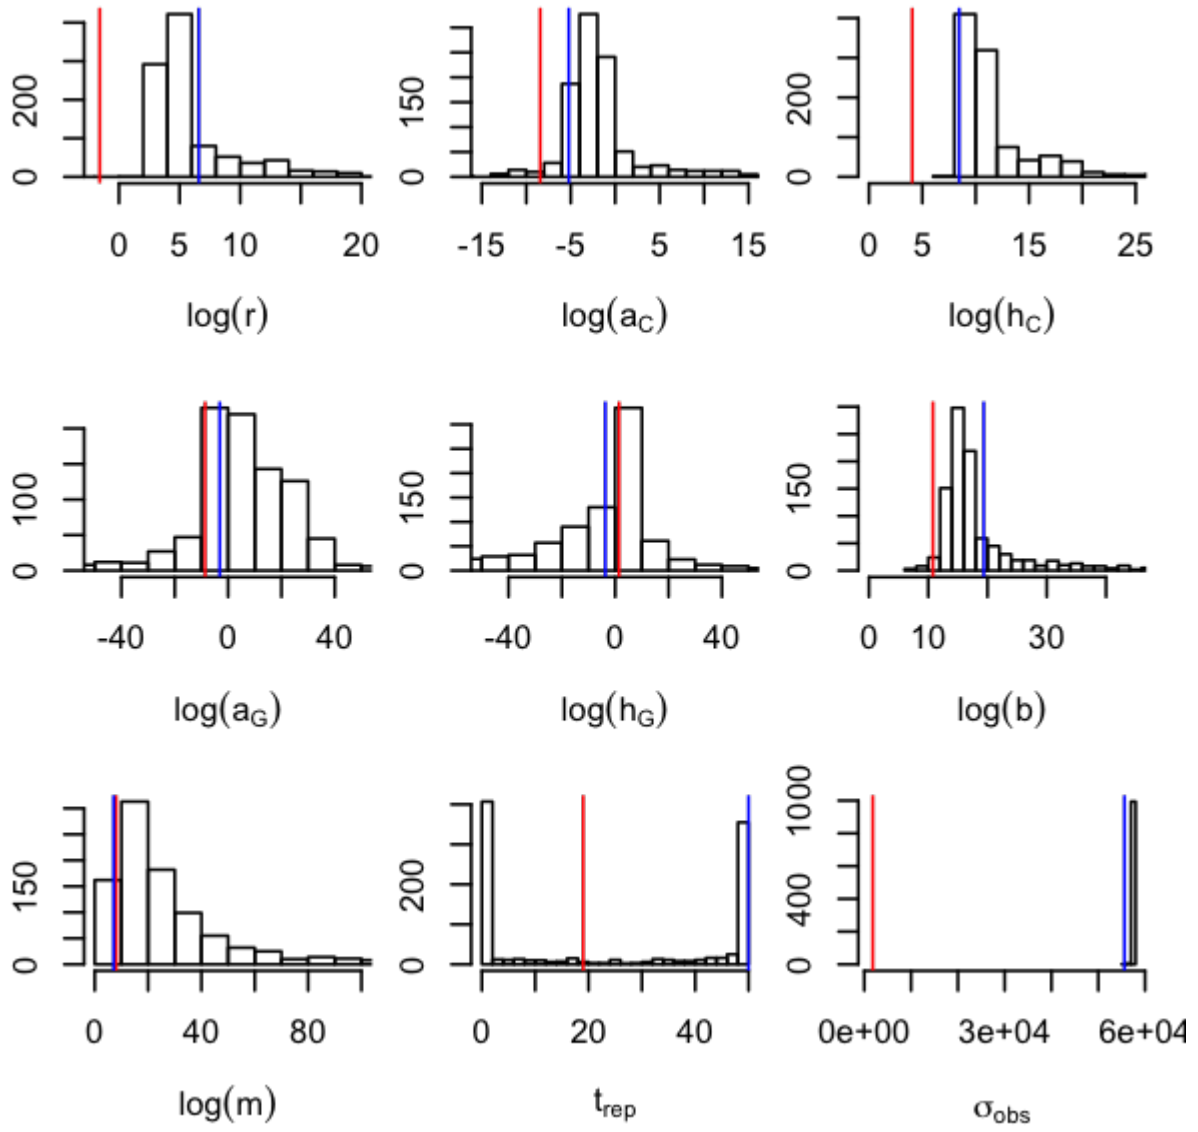 0 200
0 150
0 200
0 5 10 20
-15 -5 5 15
0 5 15 25
log(r)
log(a_C)
log(h_C)
0 100
0 150
0 150
-40 0 40
-40 0 40
0 10 30
log(a_G)
log(h_G)
log(b)
0 150
0 200
0 400 1000
0 40 80
0 20 40
0e+00 3e+04 6e+04
log(m)
t_rep
σ_obs